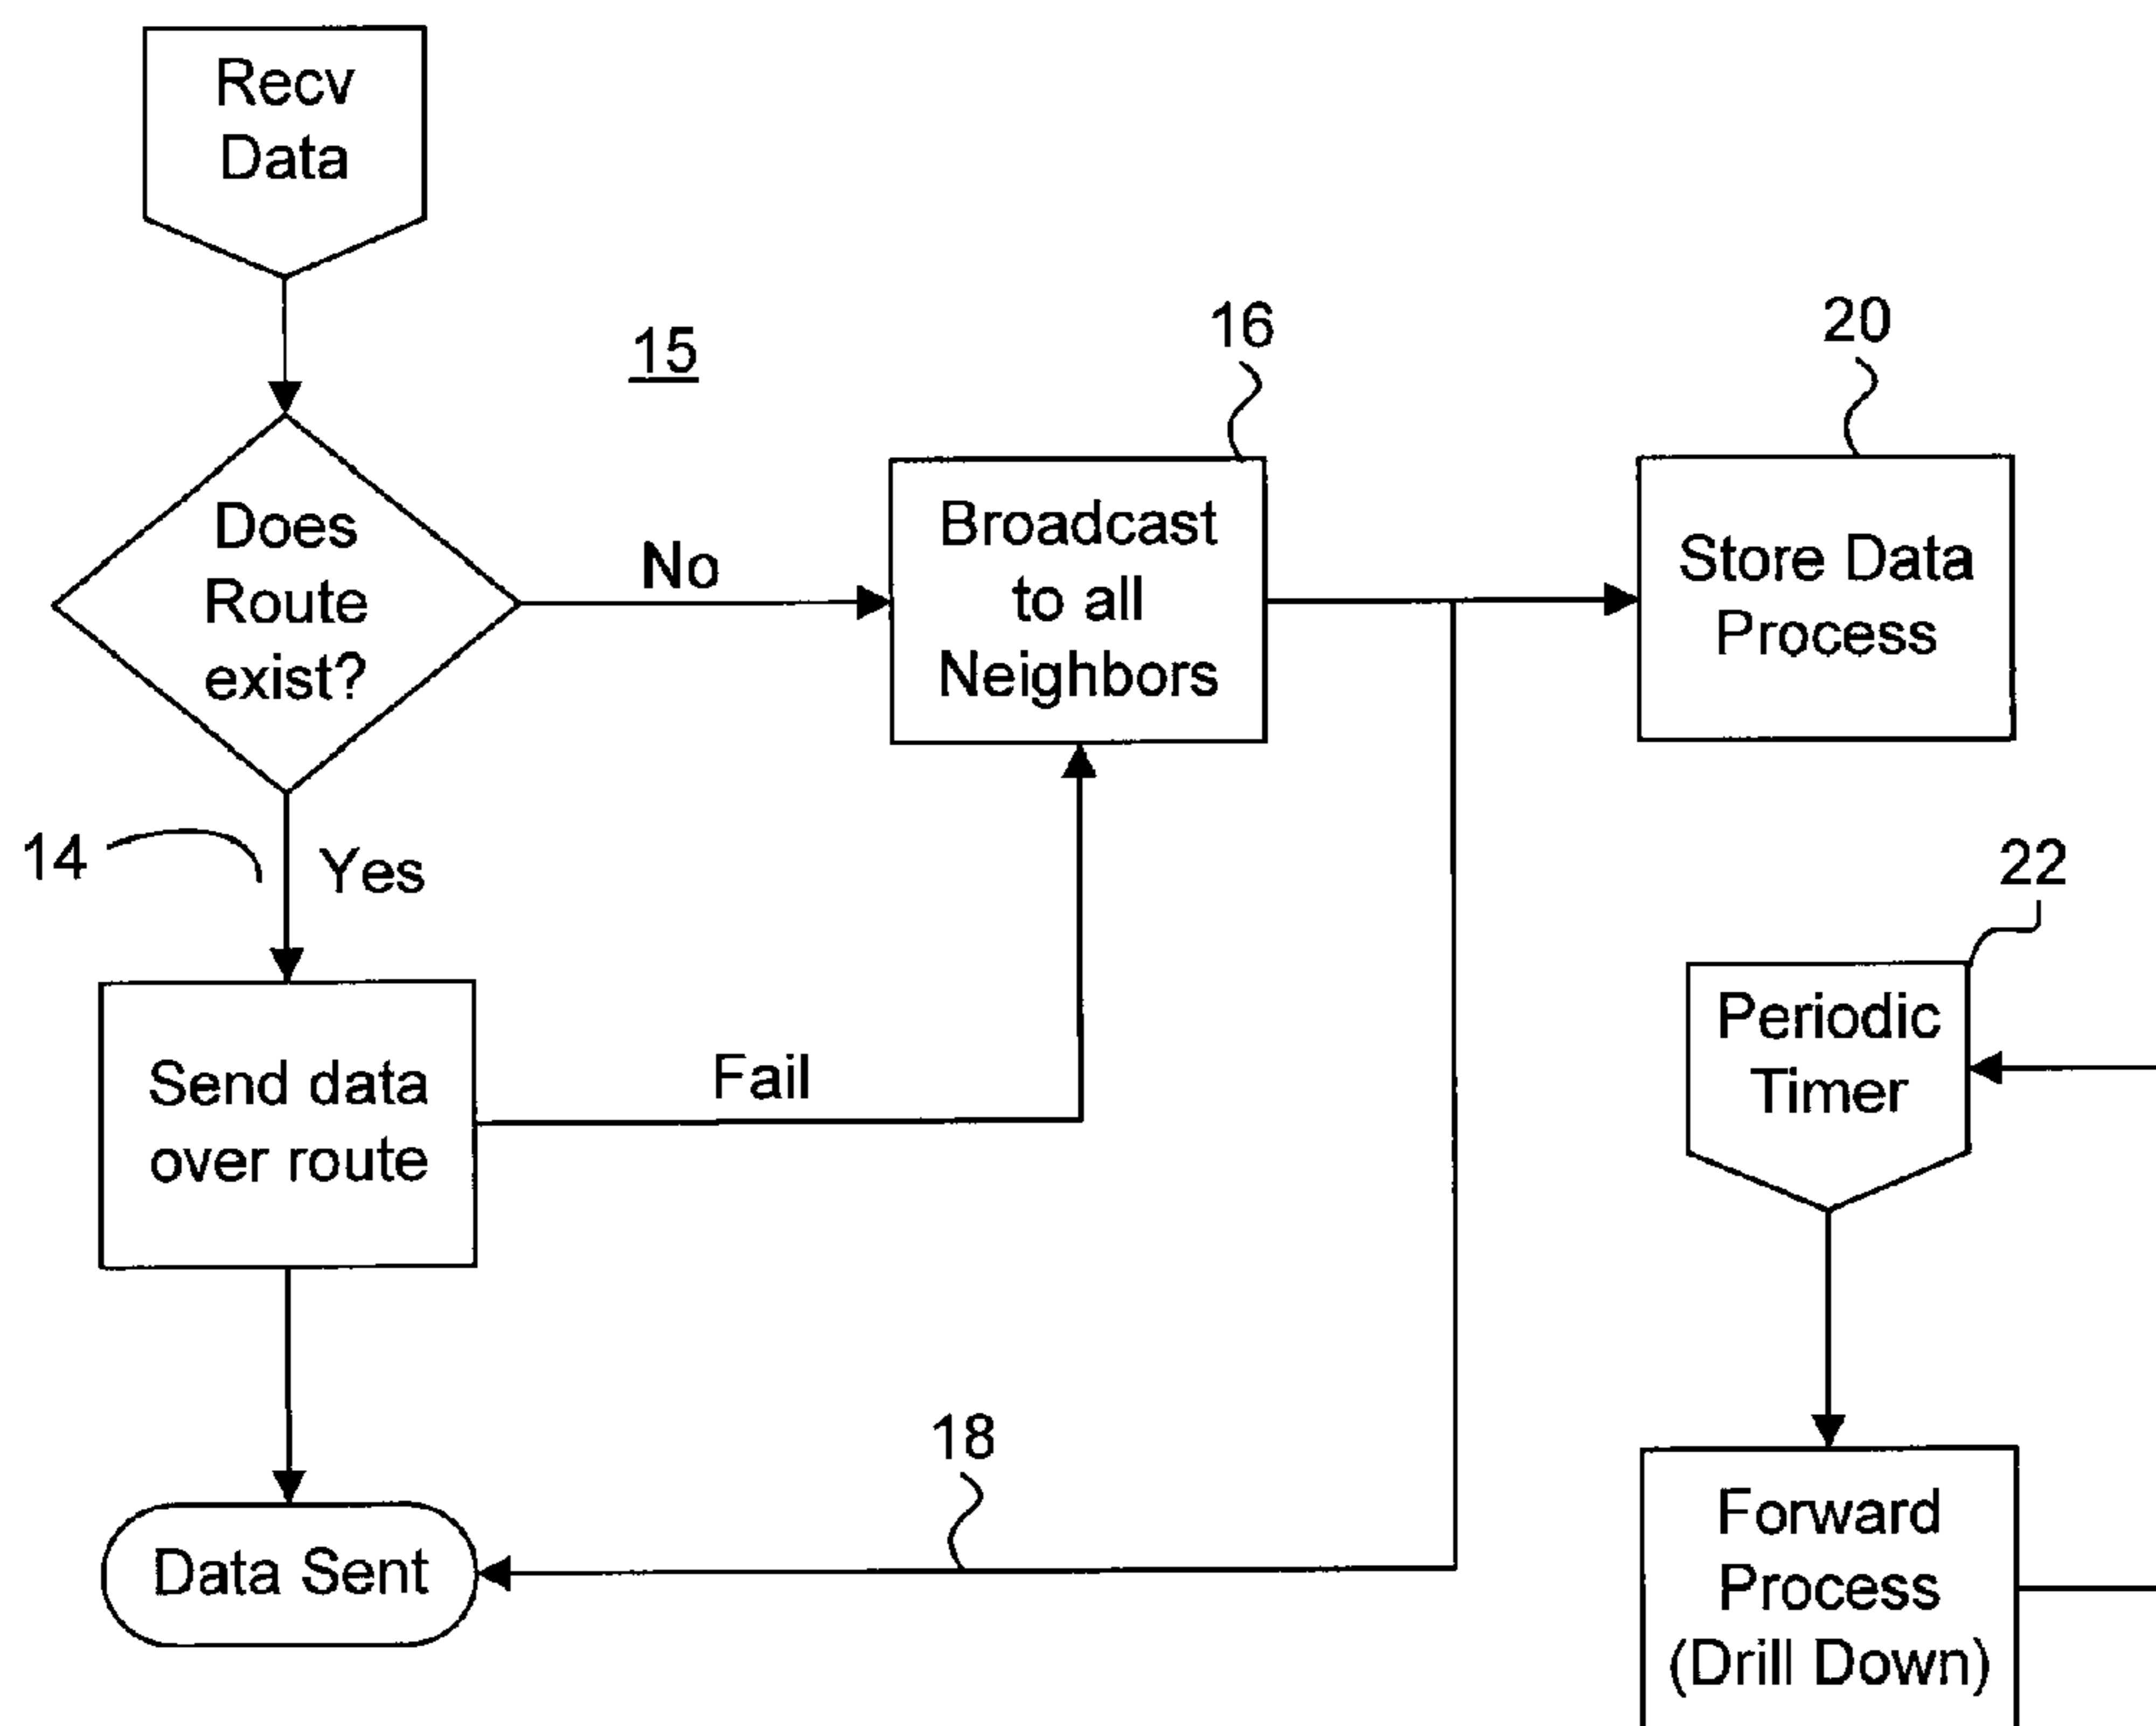 Recv
Data
15
16
20
Does
Route
exist?
No
Broadcast
to all
Neighbors
Store Data
Process
14
Yes
22
Send data
over route
Fail
Periodic
Timer
18
Data Sent
Forward
Process
(Drill Down)